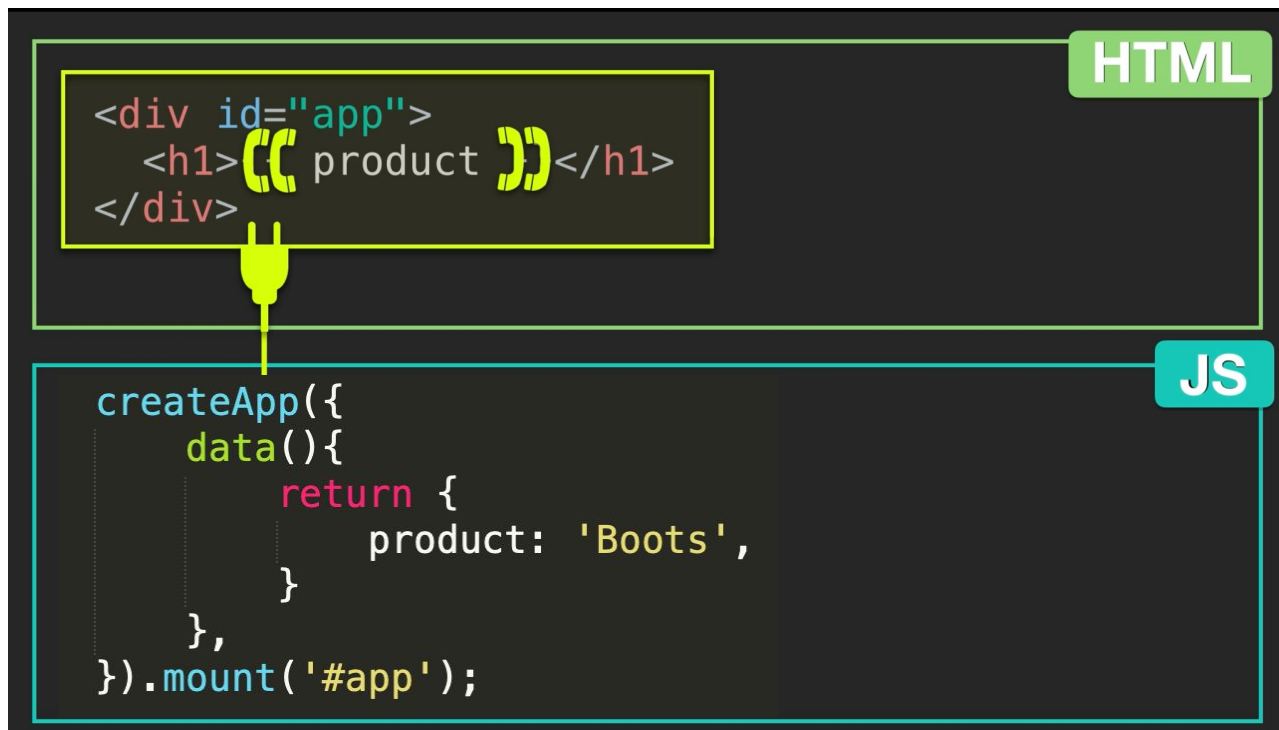 HTML
<div id="app">
<h1>{{ product }}</h1>
</div>
JS
createApp({
data(){
return {
product: 'Boots',
}
},
}).mount('#app');